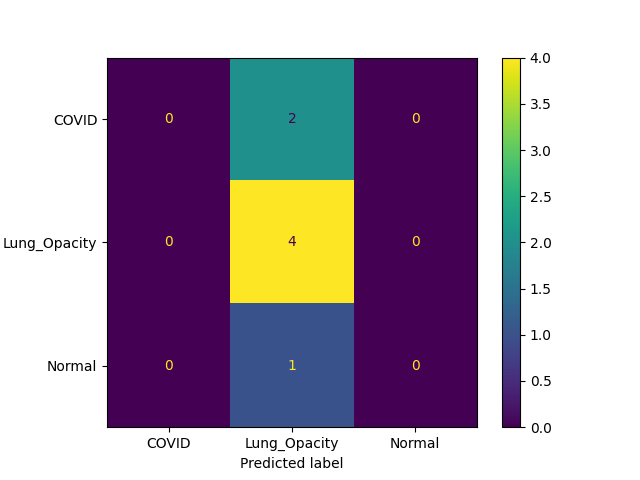 4.0
3.5
3.0
2.5
2.0
1.5
1.0
0.5
0.0
COVID 0 2 0
Lung_Opacity 0 4 0
Normal 0 1 0
COVID Lung_Opacity Normal
Predicted label